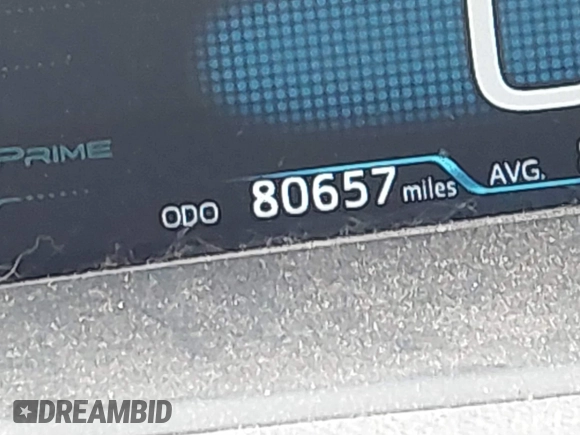 PRIME
ODO 80657 miles AVG.
DREAMBID